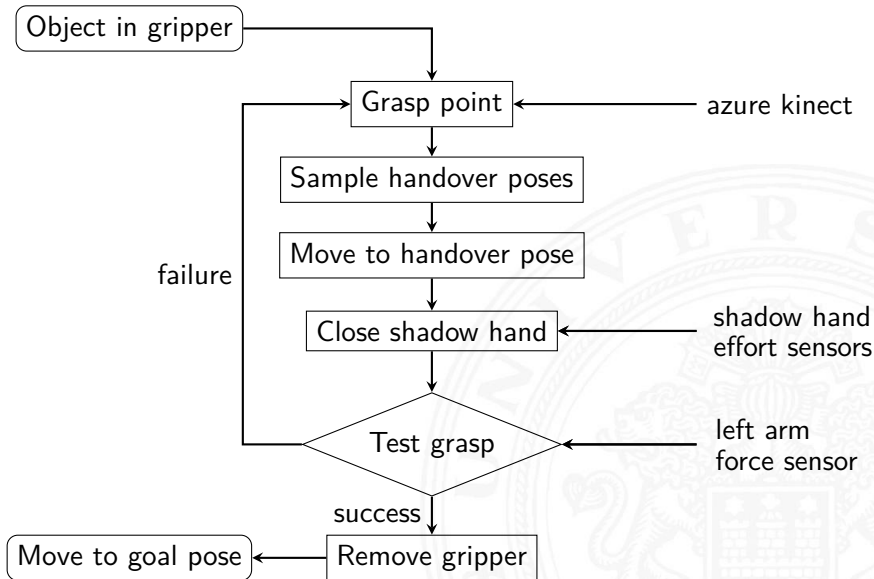 Object in gripper
Grasp point
azure kinect
Sample handover poses
Move to handover pose
failure
Close shadow hand
shadow hand
effort sensors
Test grasp
left arm
force sensor
success
Move to goal pose
Remove gripper